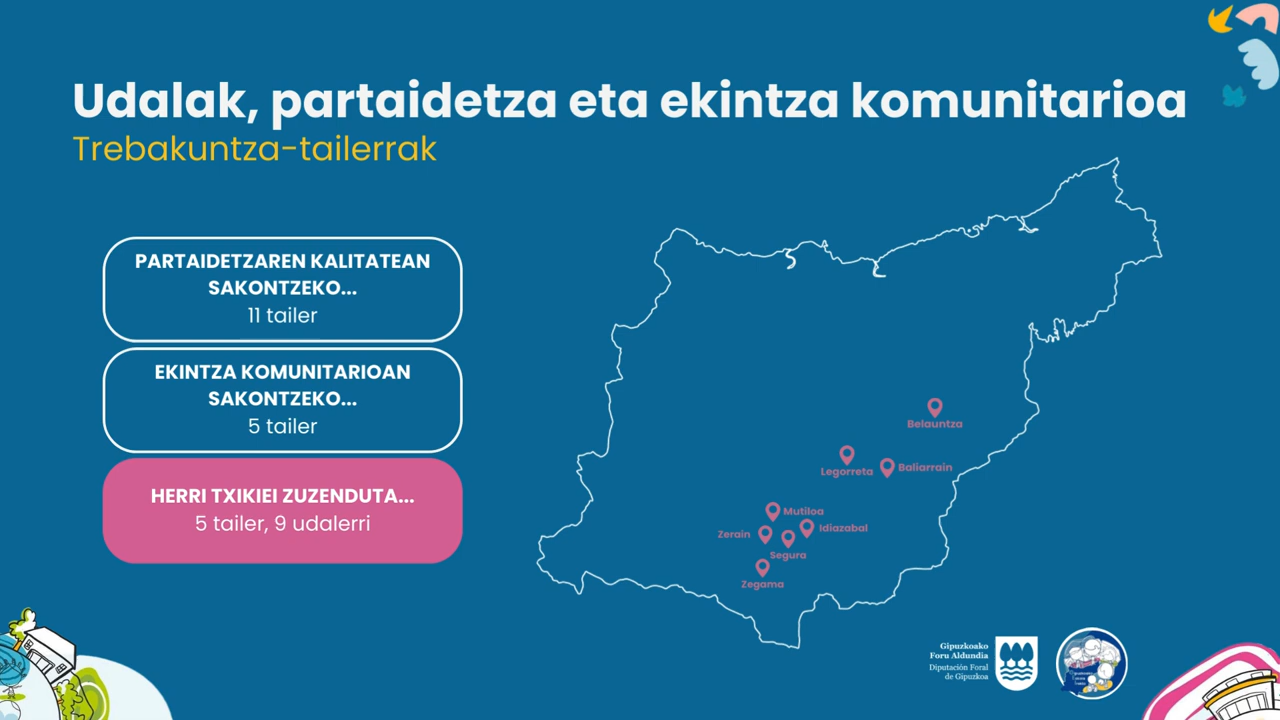 Udalak, partaidetza eta ekintza komunitarioa
Trebakuntza-tailerrak
PARTAIDETZAREN KALITATEAN
SAKONTZEKO...
11 tailer
EKINTZA KOMUNITARIOAN
SAKONTZEKO...
5 tailer
HERRI TXIKIEI ZUZENDUTA...
5 tailer, 9 udalerri
Belauntza
Legorreta
Baliarrain
Mutiloa
Idiazabal
Zerain
Segura
Zegama
Gipuzkoako
Foru Aldundia
Diputación Foral
de Gipuzkoa